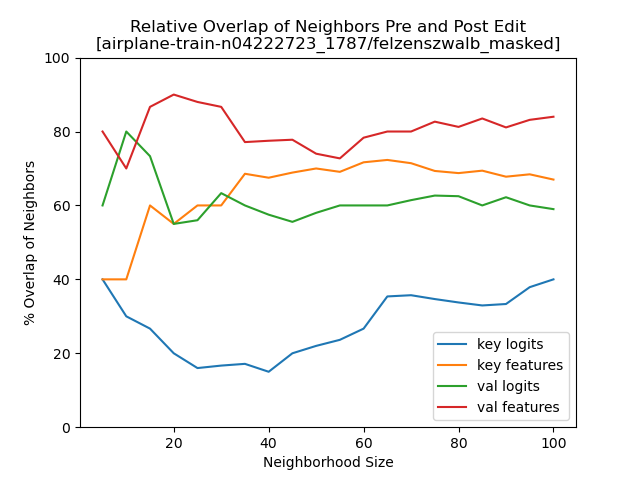 Relative Overlap of Neighbors Pre and Post Edit
[airplane-train-n04222723_1787/felzenszwalb_masked]
100
80
60
40
20
0
% Overlap of Neighbors
20 40 60 80 100
Neighborhood Size
key logits
key features
val logits
val features